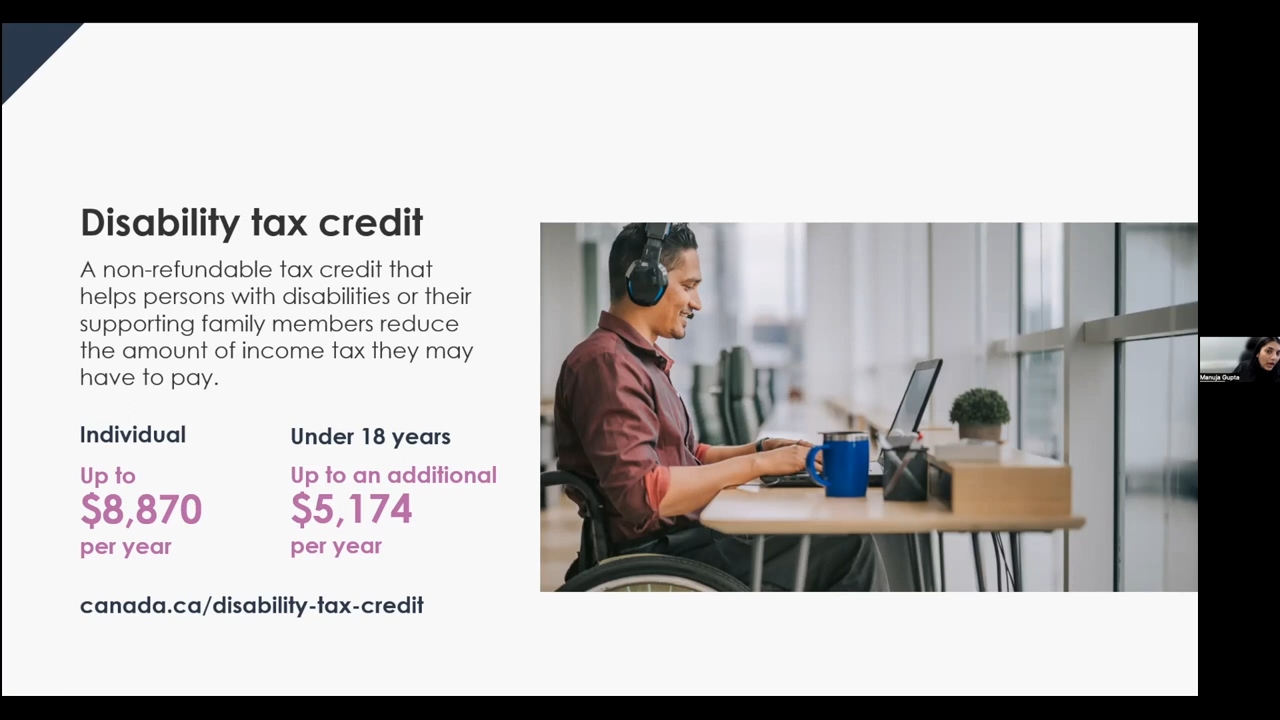 Disability tax credit
A non-refundable tax credit that
helps persons with disabilities or their
supporting family members reduce
the amount of income tax they may
have to pay.
Individual
Up to
$8,870
per year
Under 18 years
Up to an additional
$5,174
per year
canada.ca/disability-tax-credit
Manuja Gupta